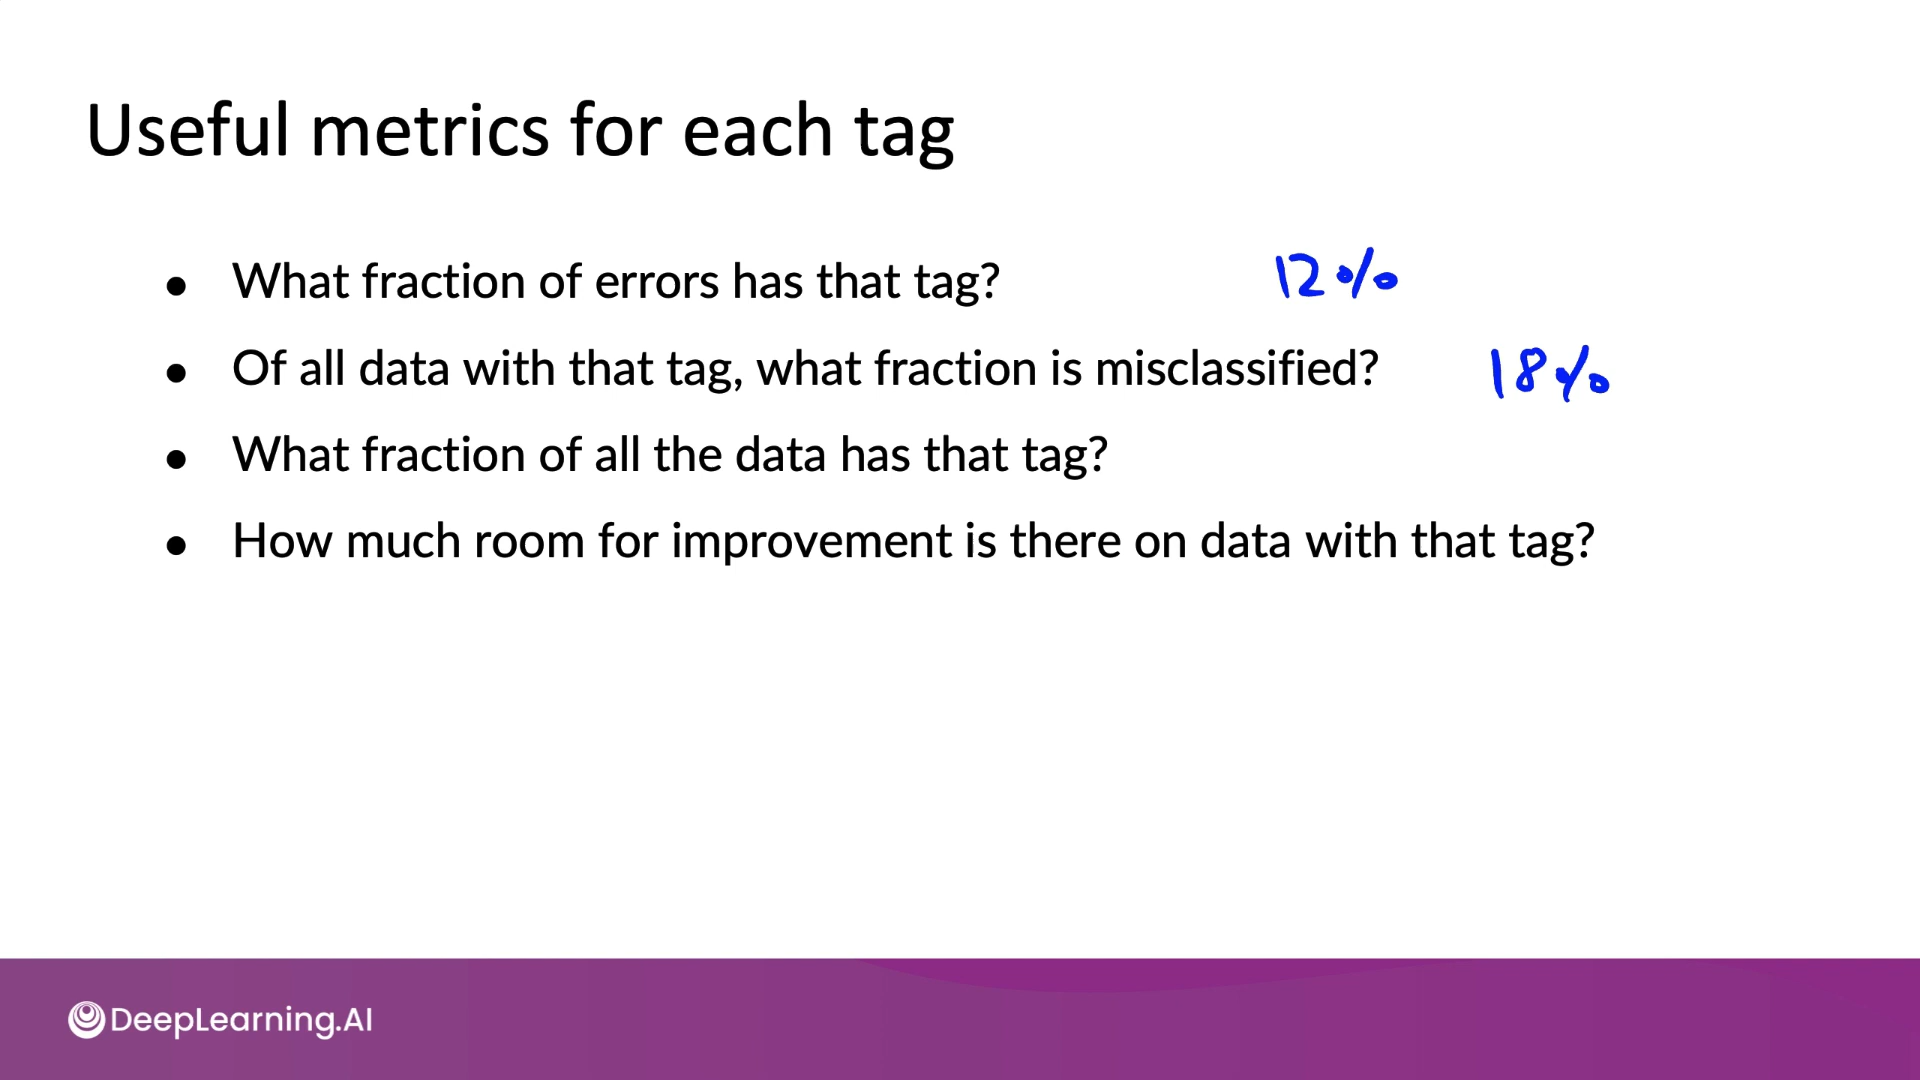 Useful metrics for each tag
● What fraction of errors has that tag? 12%
● Of all data with that tag, what fraction is misclassified? 18%
● What fraction of all the data has that tag?
● How much room for improvement is there on data with that tag?
DeepLearning.AI